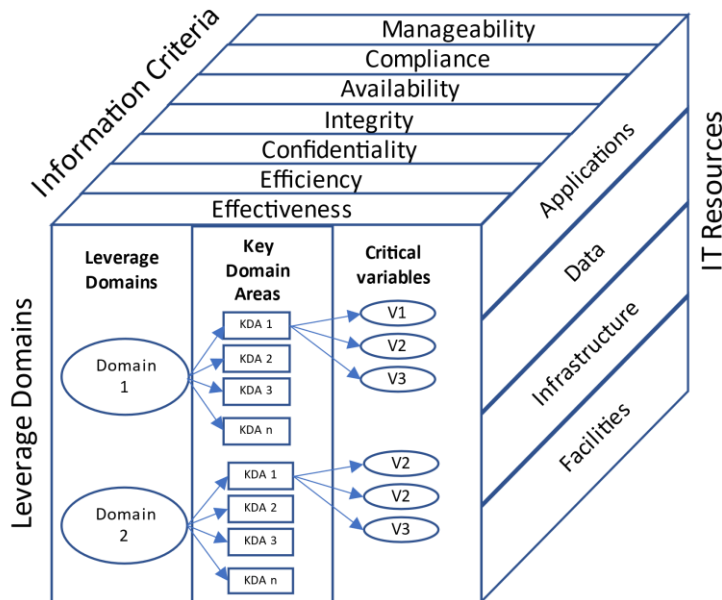 Information Criteria
Manageability
Compliance
Availability
Integrity
Confidentiality
Efficiency
Effectiveness
IT Resources
Applications
Data
Infrastructure
Facilities
Leverage Domains
Leverage
Domains
Key
Domain
Areas
Critical
variables
Domain
1
KDA 1
KDA 2
KDA 3
KDA n
V1
V2
V3
Domain
2
KDA 1
KDA 2
KDA 3
KDA n
V2
V2
V3